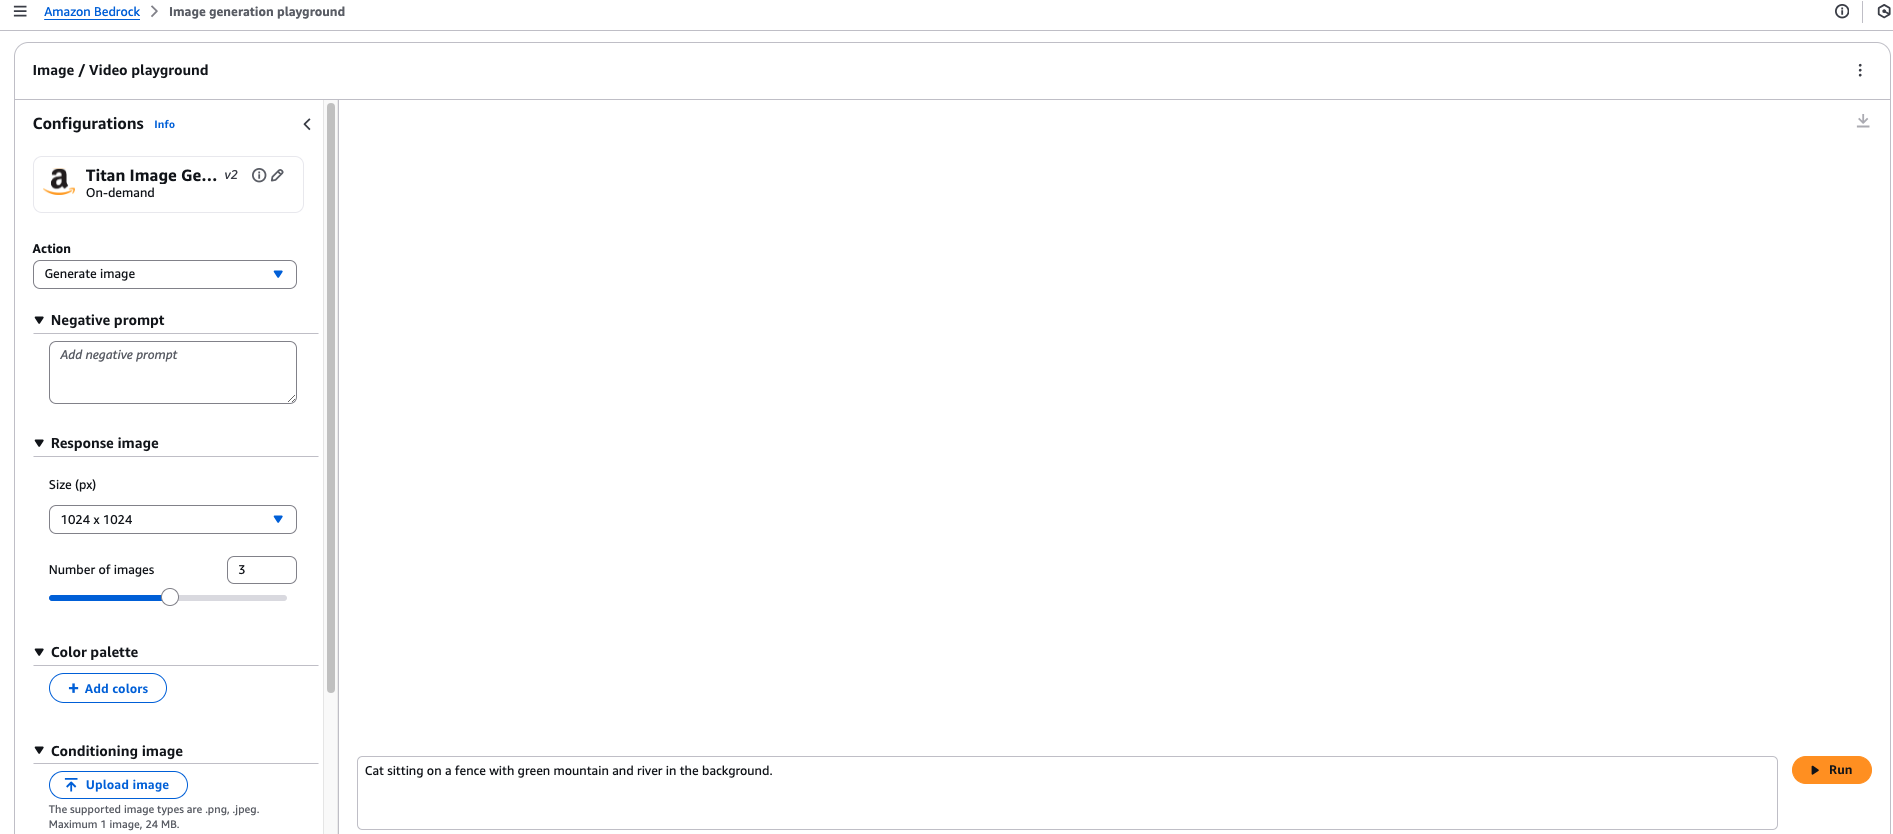 Amazon Bedrock > Image generation playground
Image / Video playground
Configurations Info
Titan Image Ge... v2
On-demand
Action
Generate image
Negative prompt
Add negative prompt
Response image
Size (px)
1024 x 1024
Number of images 3
Color palette
+ Add colors
Conditioning image
Upload image
The supported image types are .png, .jpeg.
Maximum 1 image, 24 MB.
Cat sitting on a fence with green mountain and river in the background.
Run